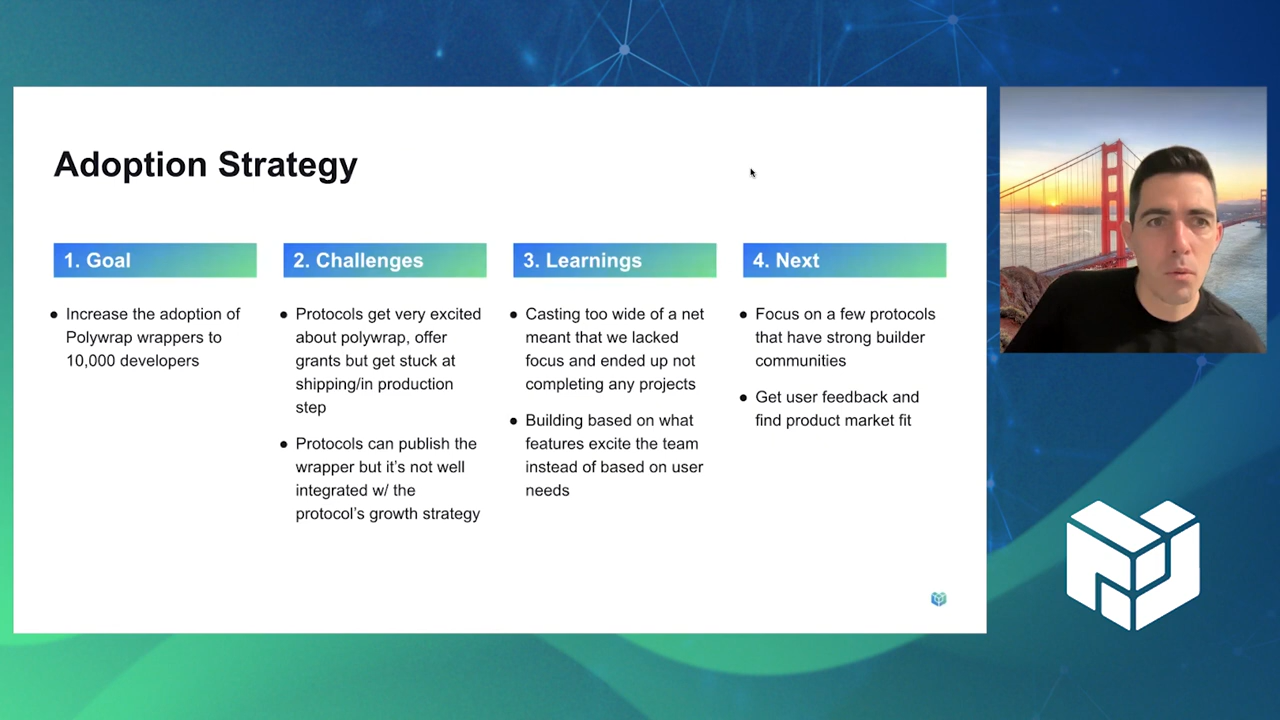 Adoption Strategy
1. Goal
● Increase the adoption of
Polywrap wrappers to
10,000 developers
2. Challenges
● Protocols get very excited
about polywrap, offer
grants but get stuck at
shipping/in production
step
● Protocols can publish the
wrapper but it’s not well
integrated w/ the
protocol’s growth strategy
3. Learnings
● Casting too wide of a net
meant that we lacked
focus and ended up not
completing any projects
● Building based on what
features excite the team
instead of based on user
needs
4. Next
● Focus on a few protocols
that have strong builder
communities
● Get user feedback and
find product market fit